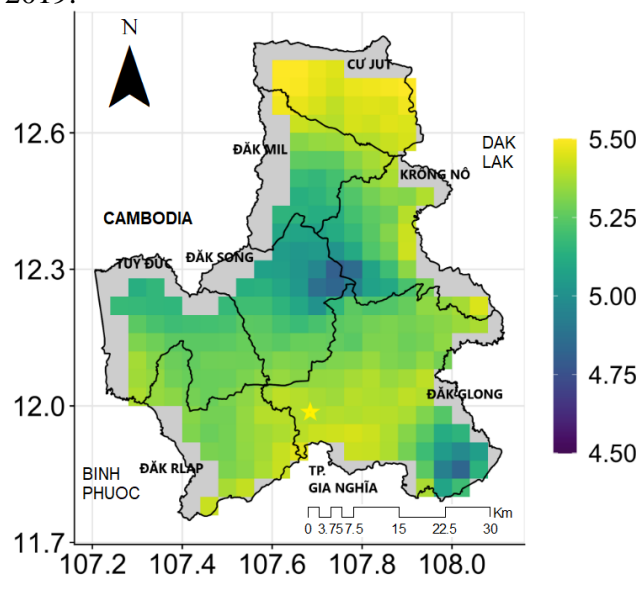 2019.
N
CƯ JUT
12.6
DAK
LAK
ĐĂK MIL
KRÔNG NÔ
CAMBODIA
ĐĂK SONG
TUY ĐỨC
12.3
12.0
ĐĂK GLONG
ĐĂK RLAP
TP.
GIA NGHĨA
BINH
PHUOC
Km
0 3.75 7.5 15 22.5 30
11.7
107.2 107.4 107.6 107.8 108.0
5.50
5.25
5.00
4.75
4.50